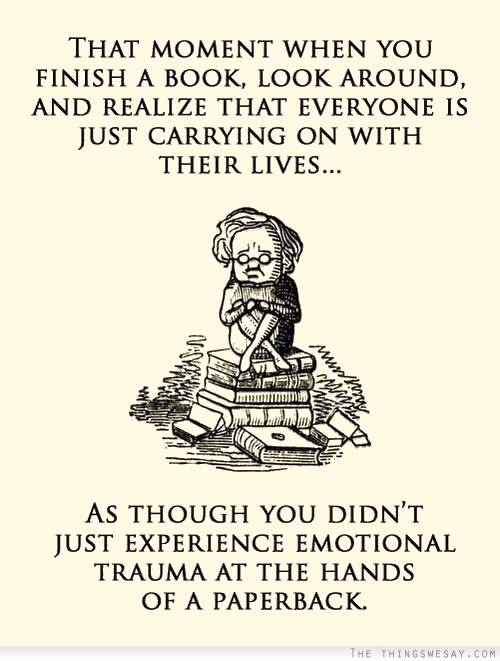 THAT MOMENT WHEN YOU
FINISH A BOOK, LOOK AROUND,
AND REALIZE THAT EVERYONE IS
JUST CARRYING ON WITH
THEIR LIVES...
AS THOUGH YOU DIDN'T
JUST EXPERIENCE EMOTIONAL
TRAUMA AT THE HANDS
OF A PAPERBACK.
THE THINGSWESAY.COM